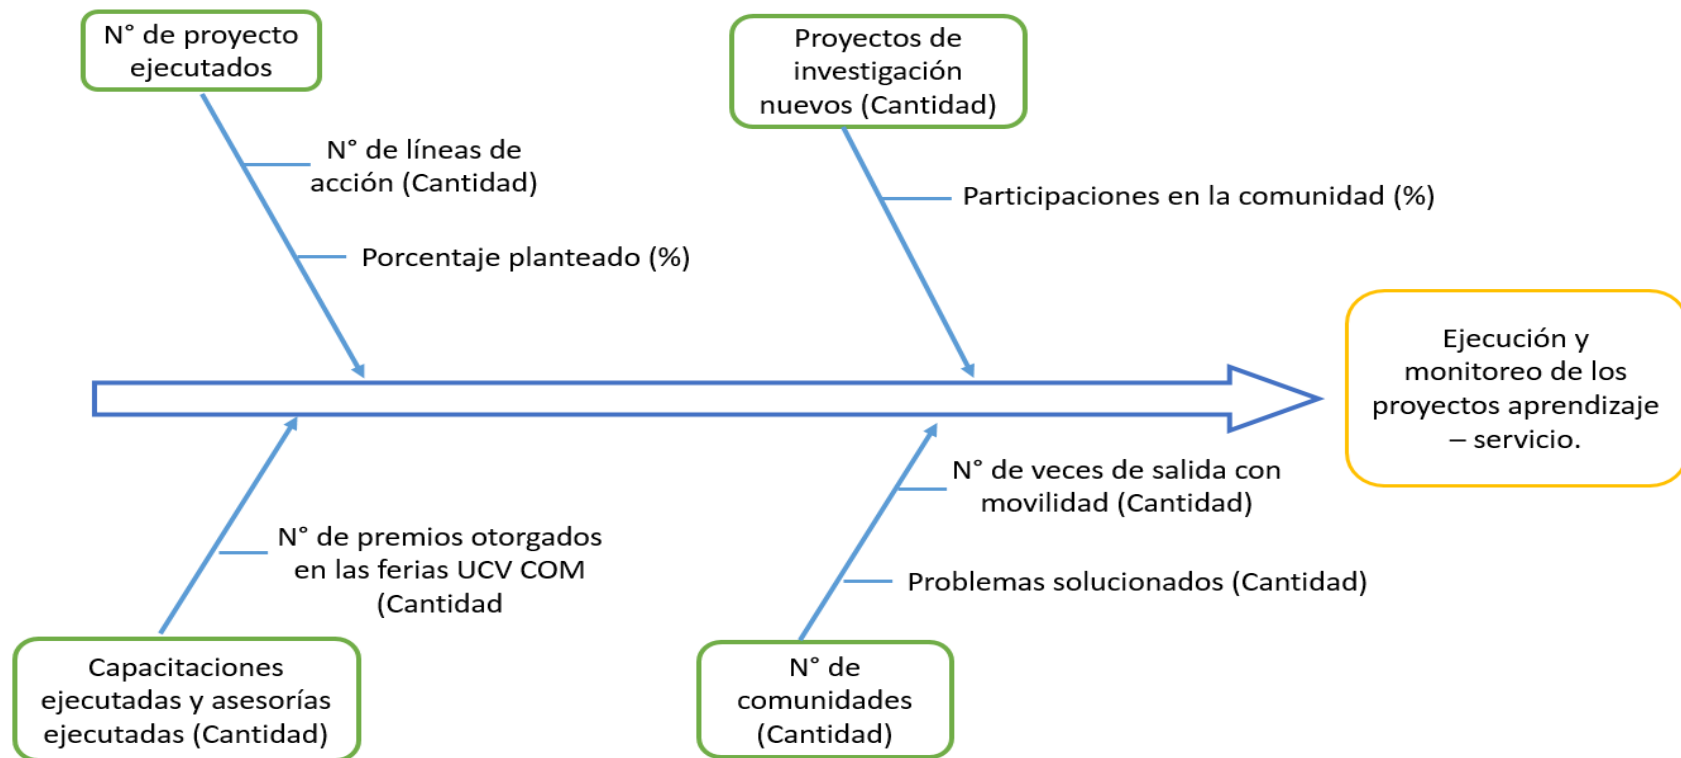 N° de proyecto
ejecutados
Proyectos de
investigación
nuevos (Cantidad)
N° de líneas de
acción (Cantidad)
Participaciones en la comunidad (%)
Porcentaje planteado (%)
Ejecución y
monitoreo de los
proyectos aprendizaje
– servicio.
N° de veces de salida con
movilidad (Cantidad)
N° de premios otorgados
en las ferias UCV COM
(Cantidad
Problemas solucionados (Cantidad)
Capacitaciones
ejecutadas y asesorías
ejecutadas (Cantidad)
N° de
comunidades
(Cantidad)